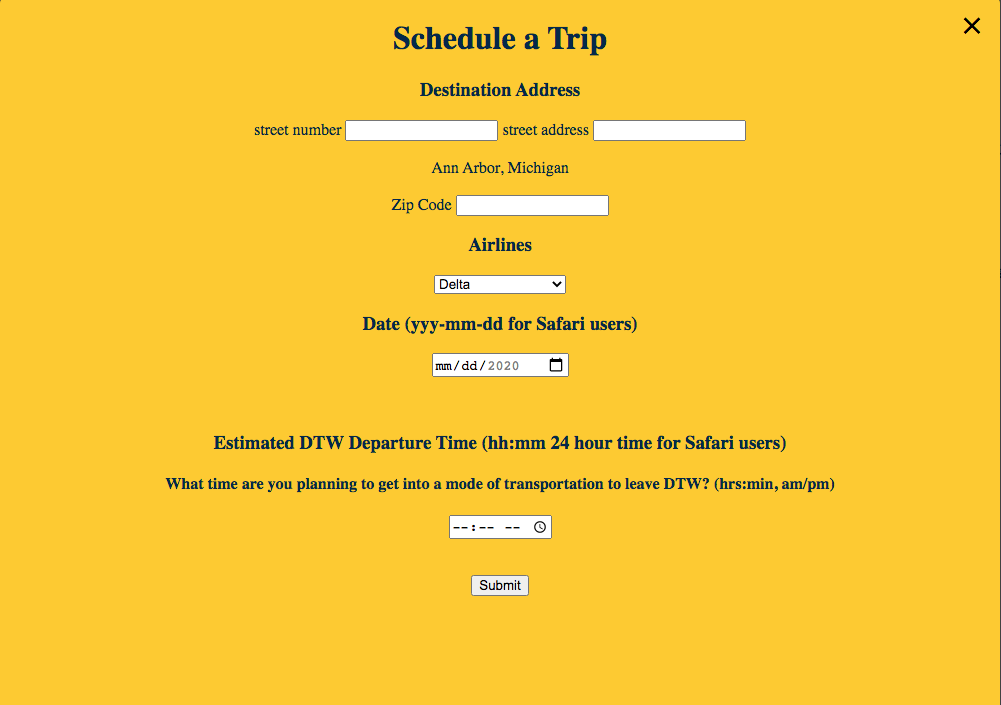 Schedule a Trip
Destination Address
street number street address
Ann Arbor, Michigan
Zip Code
Airlines
Delta
Date (yyy-mm-dd for Safari users)
mm/dd/2020
Estimated DTW Departure Time (hh:mm 24 hour time for Safari users)
What time are you planning to get into a mode of transportation to leave DTW? (hrs:min, am/pm)
--:-- --
Submit